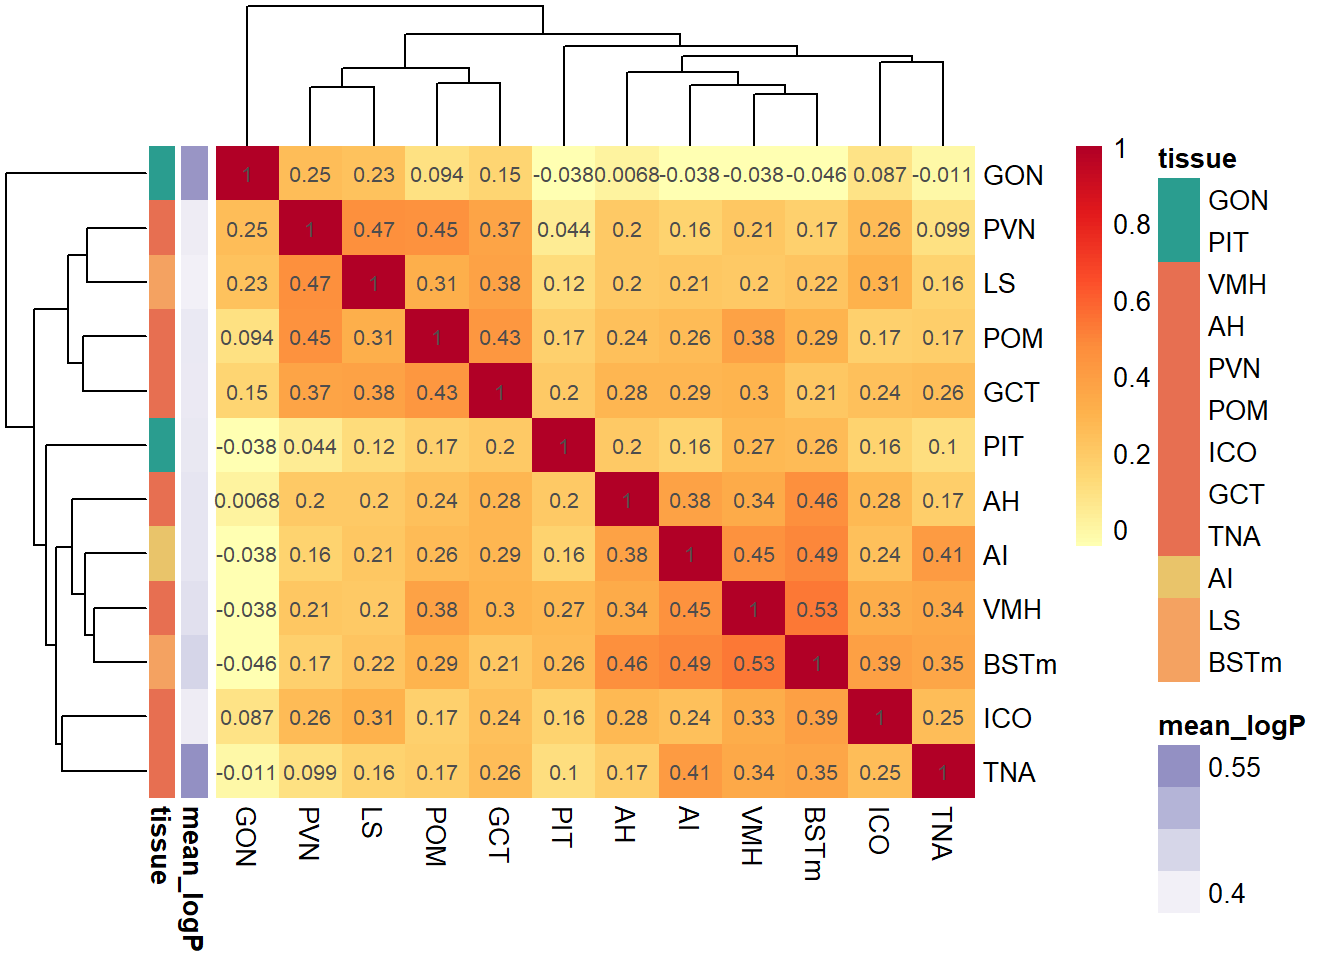 1 0.25 0.23 0.094 0.15 -0.038 0.0068 -0.038 -0.038 -0.046 0.087 -0.011 GON
0.25 1 0.47 0.45 0.37 0.044 0.2 0.16 0.21 0.17 0.26 0.099 PVN
0.23 0.47 1 0.31 0.38 0.12 0.2 0.21 0.2 0.22 0.31 0.16 LS
0.094 0.45 0.31 1 0.43 0.17 0.24 0.26 0.38 0.29 0.17 0.17 POM
0.15 0.37 0.38 0.43 1 0.2 0.28 0.29 0.3 0.21 0.24 0.26 GCT
-0.038 0.044 0.12 0.17 0.2 1 0.2 0.16 0.27 0.26 0.16 0.1 PIT
0.0068 0.2 0.2 0.24 0.28 0.2 1 0.38 0.34 0.46 0.28 0.17 AH
-0.038 0.16 0.21 0.26 0.29 0.16 0.38 1 0.45 0.49 0.24 0.41 AI
-0.038 0.21 0.2 0.38 0.3 0.27 0.34 0.45 1 0.53 0.33 0.34 VMH
-0.046 0.17 0.22 0.29 0.21 0.26 0.46 0.49 0.53 1 0.39 0.35 BSTm
0.087 0.26 0.31 0.17 0.24 0.16 0.28 0.24 0.33 0.39 1 0.25 ICO
-0.011 0.099 0.16 0.17 0.26 0.1 0.17 0.41 0.34 0.35 0.25 1 TNA
tissue
mean_logP
GON
PVN
LS
POM
GCT
PIT
AH
AI
VMH
BSTm
ICO
TNA
1
0.8
0.6
0.4
0.2
0
tissue
GON
PIT
VMH
AH
PVN
POM
ICO
GCT
TNA
AI
LS
BSTm
mean_logP
0.55
0.4